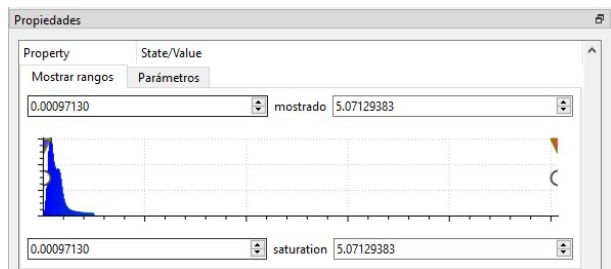 Propiedades
Property State/Value
Mostrar rangos Parámetros
0.00097130 mostrado 5.07129383
0.00097130 saturation 5.07129383